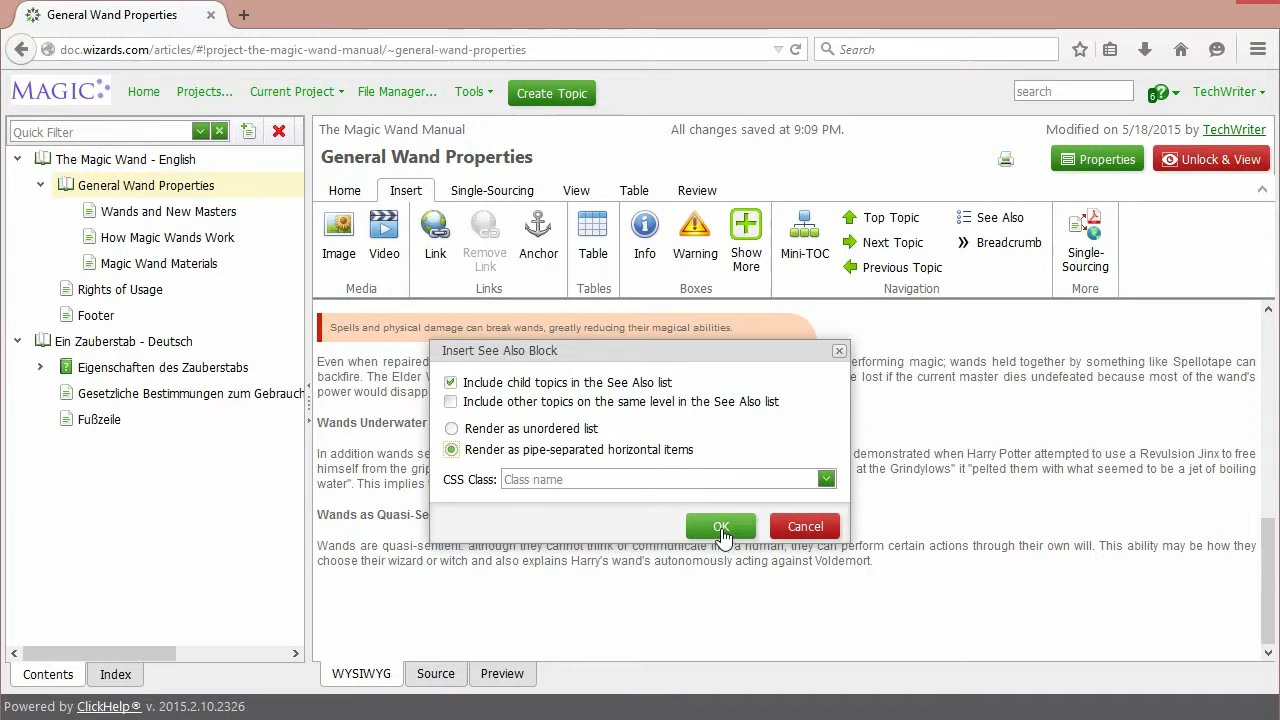 General Wand Properties
doc.wizards.com/articles/#!project-the-magic-wand-manual/~general-wand-properties
Search
MAGIC
Home Projects... Current Project File Manager... Tools Create Topic
search
6 ?
TechWriter
Quick Filter
The Magic Wand - English
General Wand Properties
Wands and New Masters
How Magic Wands Work
Magic Wand Materials
Rights of Usage
Footer
Ein Zauberstab - Deutsch
Eigenschaften des Zauberstabs
Gesetzliche Bestimmungen zum Gebrauch
Fußzeile
Contents Index
The Magic Wand Manual All changes saved at 9:09 PM. Modified on 5/18/2015 by TechWriter
General Wand Properties
Properties Unlock & View
Home Insert Single-Sourcing View Table Review
Image Video
Media
Link Remove Link Anchor
Links
Table
Tables
Info Warning Show More
Boxes
Mini-TOC
Top Topic
Next Topic
Previous Topic
See Also
Breadcrumb
Navigation
Single-Sourcing
More
Spells and physical damage can break wands, greatly reducing their magical abilities.
Even when repaired erforming magic; wands held together by something like Spellotape can
backfire. The Elder W e lost if the current master dies undefeated because most of the wand's
power would disapp
Wands Underwater
In addition wands se demonstrated when Harry Potter attempted to use a Revulsion Jinx to free
himself from the grip at the Grindylows" it "pelted them with what seemed to be a jet of boiling
water". This implies t
Wands as Quasi-Se
Wands are quasi-sentient: although they cannot think or communicate like a human, they can perform certain actions through their own will. This ability may be how they
choose their wizard or witch and also explains Harry's wand's autonomously acting against Voldemort.
Insert See Also Block
Include child topics in the See Also list
Include other topics on the same level in the See Also list
Render as unordered list
Render as pipe-separated horizontal items
CSS Class: Class name
OK Cancel
WYSIWYG Source Preview
Powered by ClickHelp® v. 2015.2.10.2326